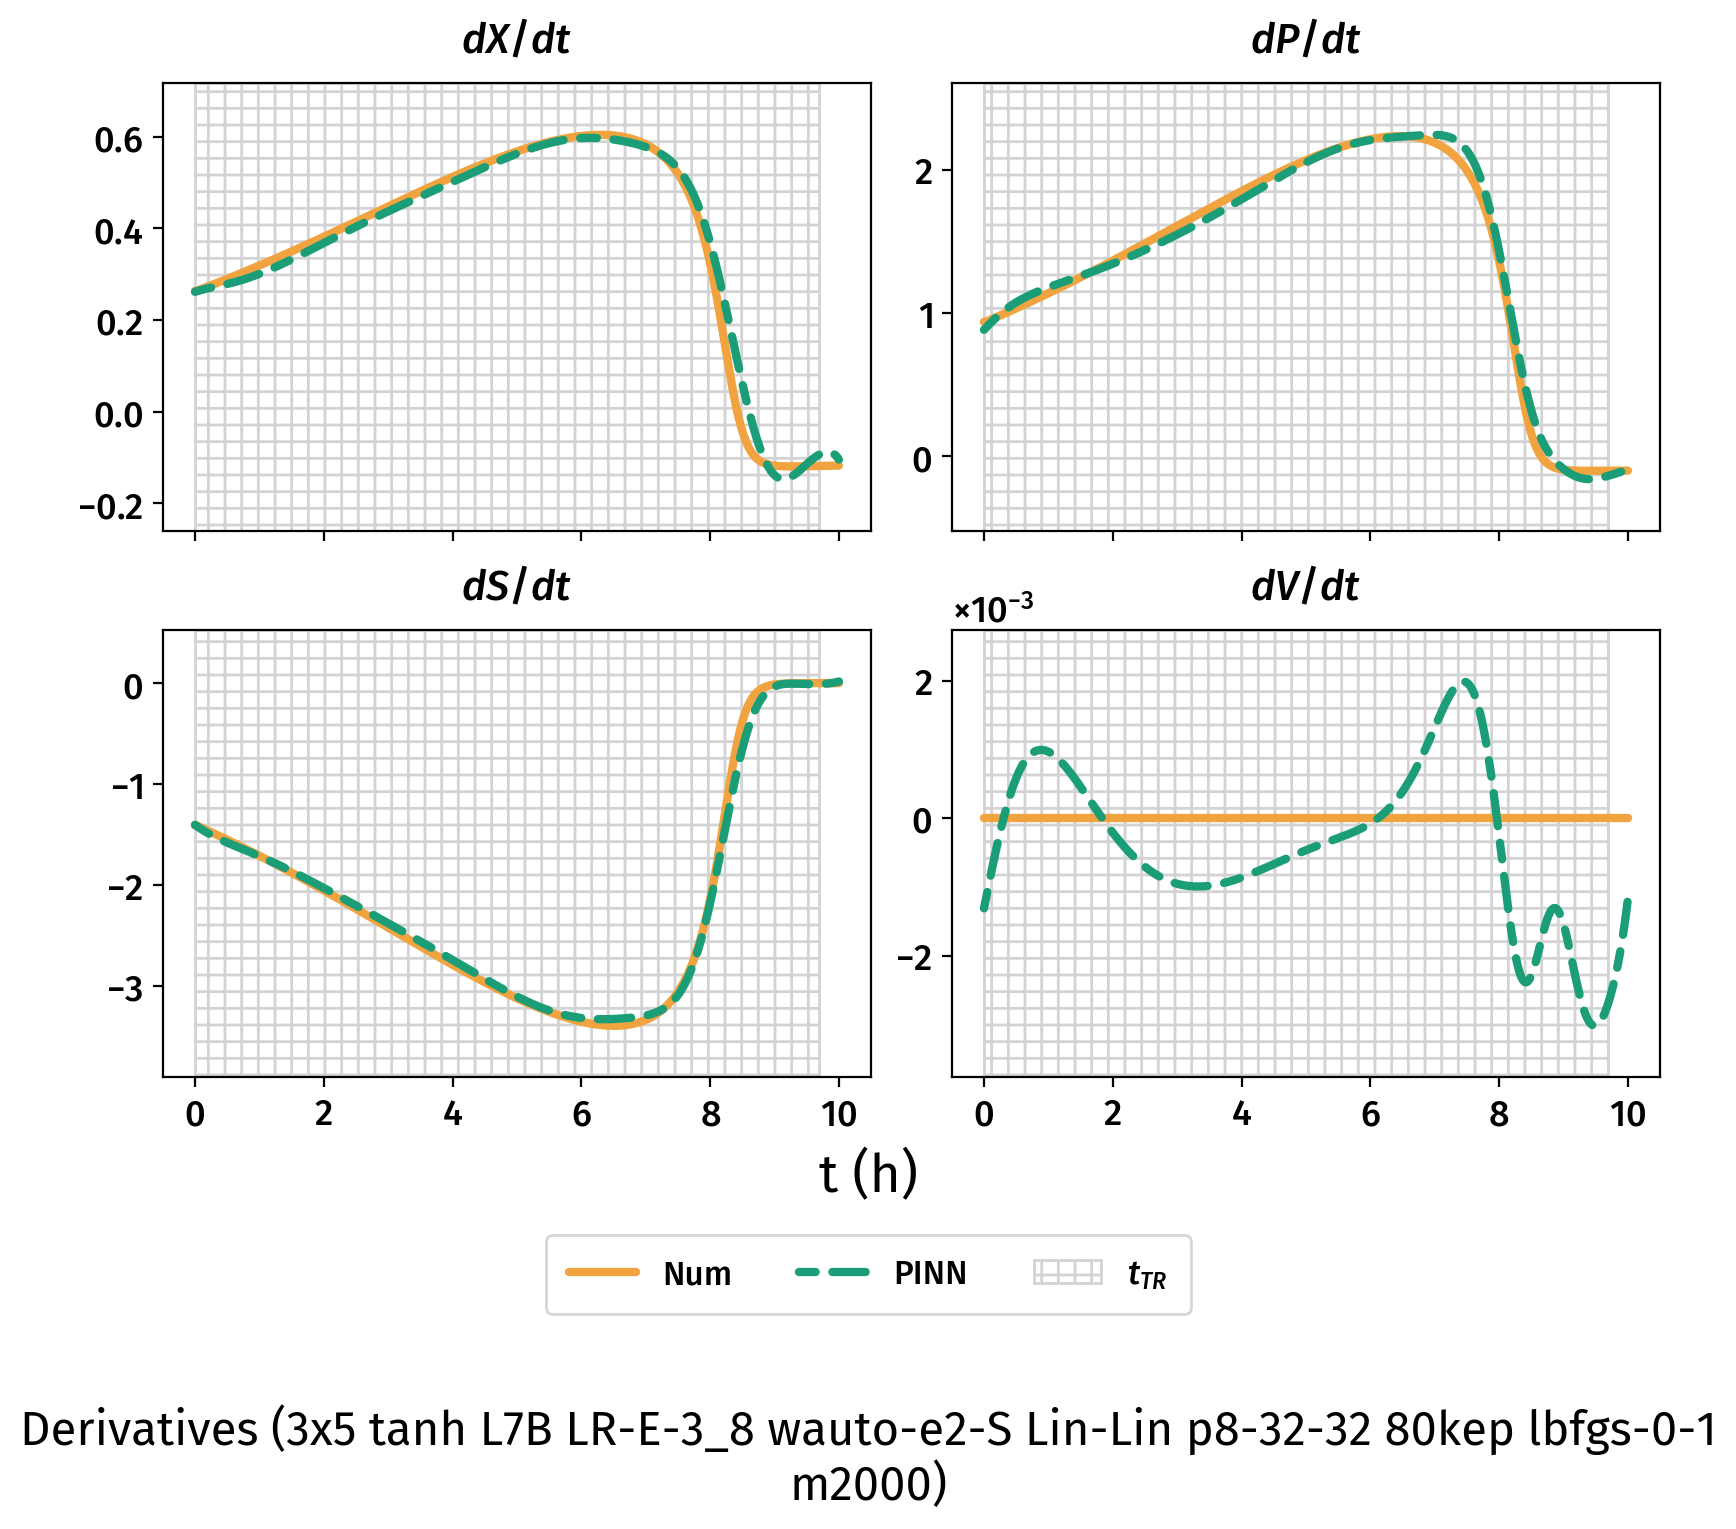 dX/dt
dP/dt
0.6
0.4
0.2
0.0
−0.2
2
1
0
dS/dt
dV/dt
×10⁻³
0
−1
−2
−3
2
0
−2
0 2 4 6 8 10
0 2 4 6 8 10
t (h)
Num PINN t_TR
Derivatives (3x5 tanh L7B LR-E-3_8 wauto-e2-S Lin-Lin p8-32-32 80kep lbfgs-0-1
m2000)